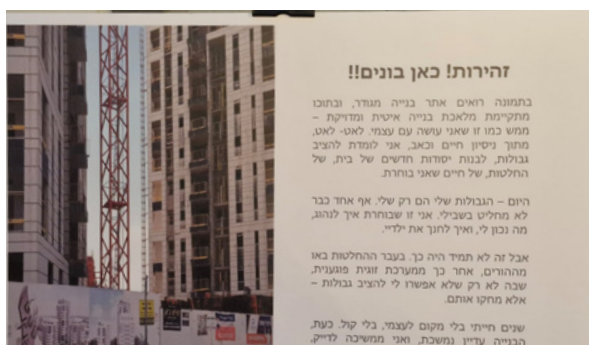 זהירות! כאן בונים!!
בתמונה רואים אתר בנייה מגודר, ובתוכו
מתקיימת מלאכת בנייה איטית ומדויקת –
ממש כמו זו שאני עושה עם עצמי. לאט- לאט,
מתוך ניסיון חיים וכאב, אני לומדת להציב
גבולות, לבנות יסודות חדשים של בית, של
החלטות, של חיים שאני בוחרת.
היום – הגבולות שלי הם רק שלי. אף אחד כבר
לא מחליט בשבילי. אני זו שבוחרת איך לנהוג,
מה נכון לי, ואיך לחנך את ילדיי.
אבל זה לא תמיד היה כך. בעבר ההחלטות באו
מההורים, אחר כך ממערכת זוגית פוגענית,
שבה לא רק שלא אפשרו לי להציב גבולות –
אלא מחקו אותם.
שנים חייתי בלי מקום לעצמי, בלי קול. כעת,
הבנייה עדיין נמשכת, ואני ממשיכה לדייק,